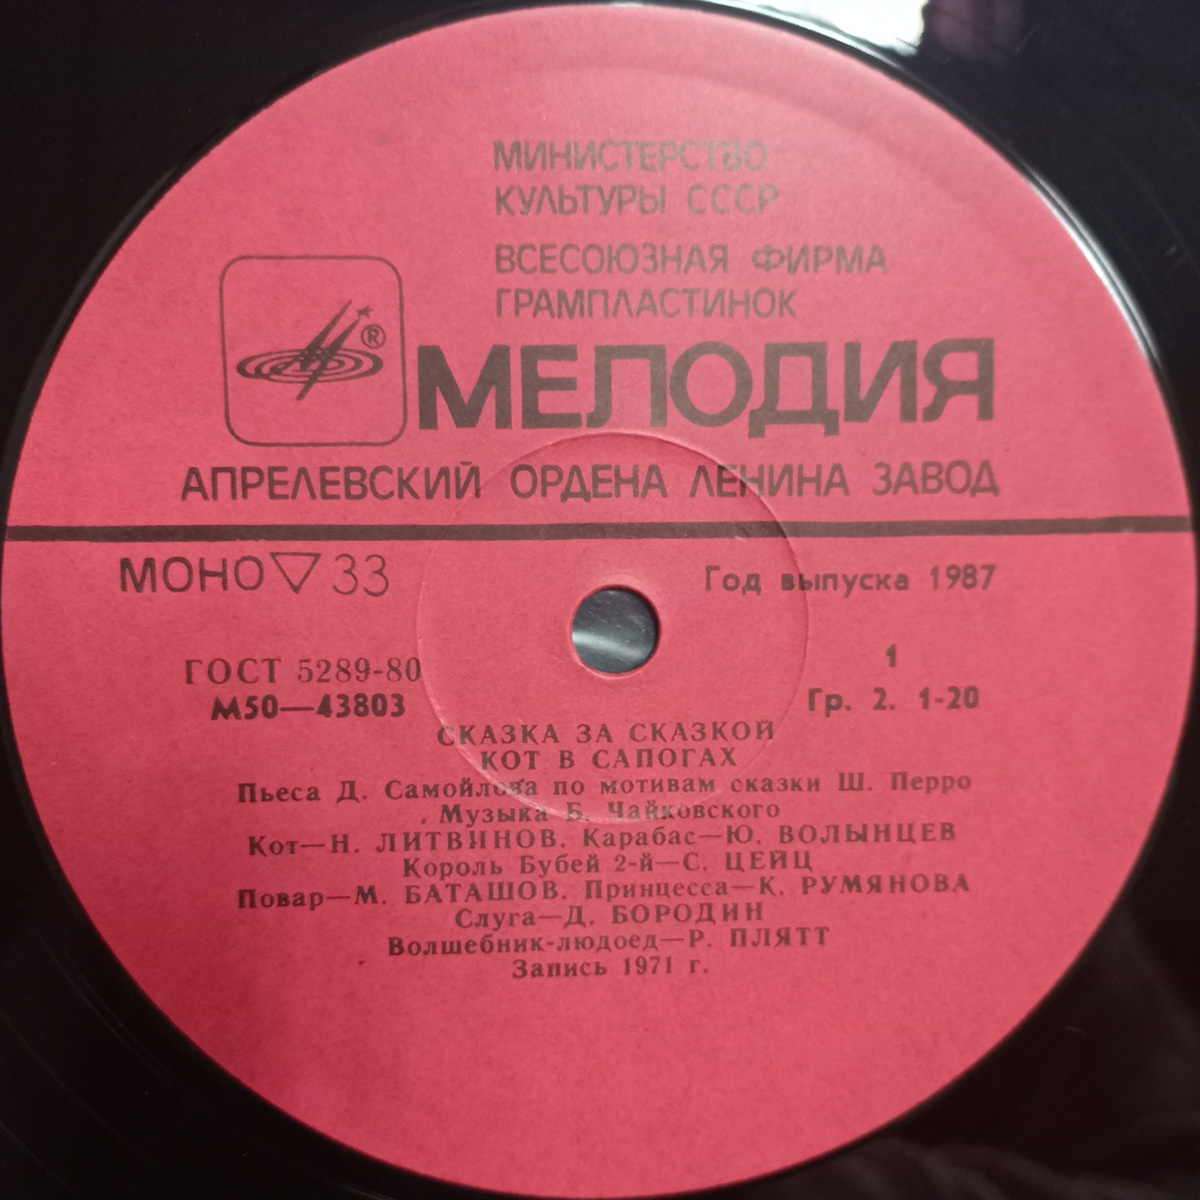 МИНИСТЕРСТВО
КУЛЬТУРЫ СССР
ВСЕСОЮЗНАЯ ФИРМА
ГРАМПЛАСТИНОК
®
МЕЛОДИЯ
АПРЕЛЕВСКИЙ ОРДЕНА ЛЕНИНА ЗАВОД
МОНО ▽ 33
Год выпуска 1987
ГОСТ 5289-80
1
М50—43803
Гр. 2. 1-20
СКАЗКА ЗА СКАЗКОЙ
КОТ В САПОГАХ
Пьеса Д. Самойлова по мотивам сказки Ш. Перро
Музыка Б. Чайковского
Кот—Н. ЛИТВИНОВ. Карабас—Ю. ВОЛЫНЦЕВ
Король Бубей 2-й—С. ЦЕЙЦ
Повар—М. БАТАШОВ. Принцесса—К. РУМЯНОВА
Слуга—Д. БОРОДИН
Волшебник-людоед—Р. ПЛЯТТ
Запись 1971 г.